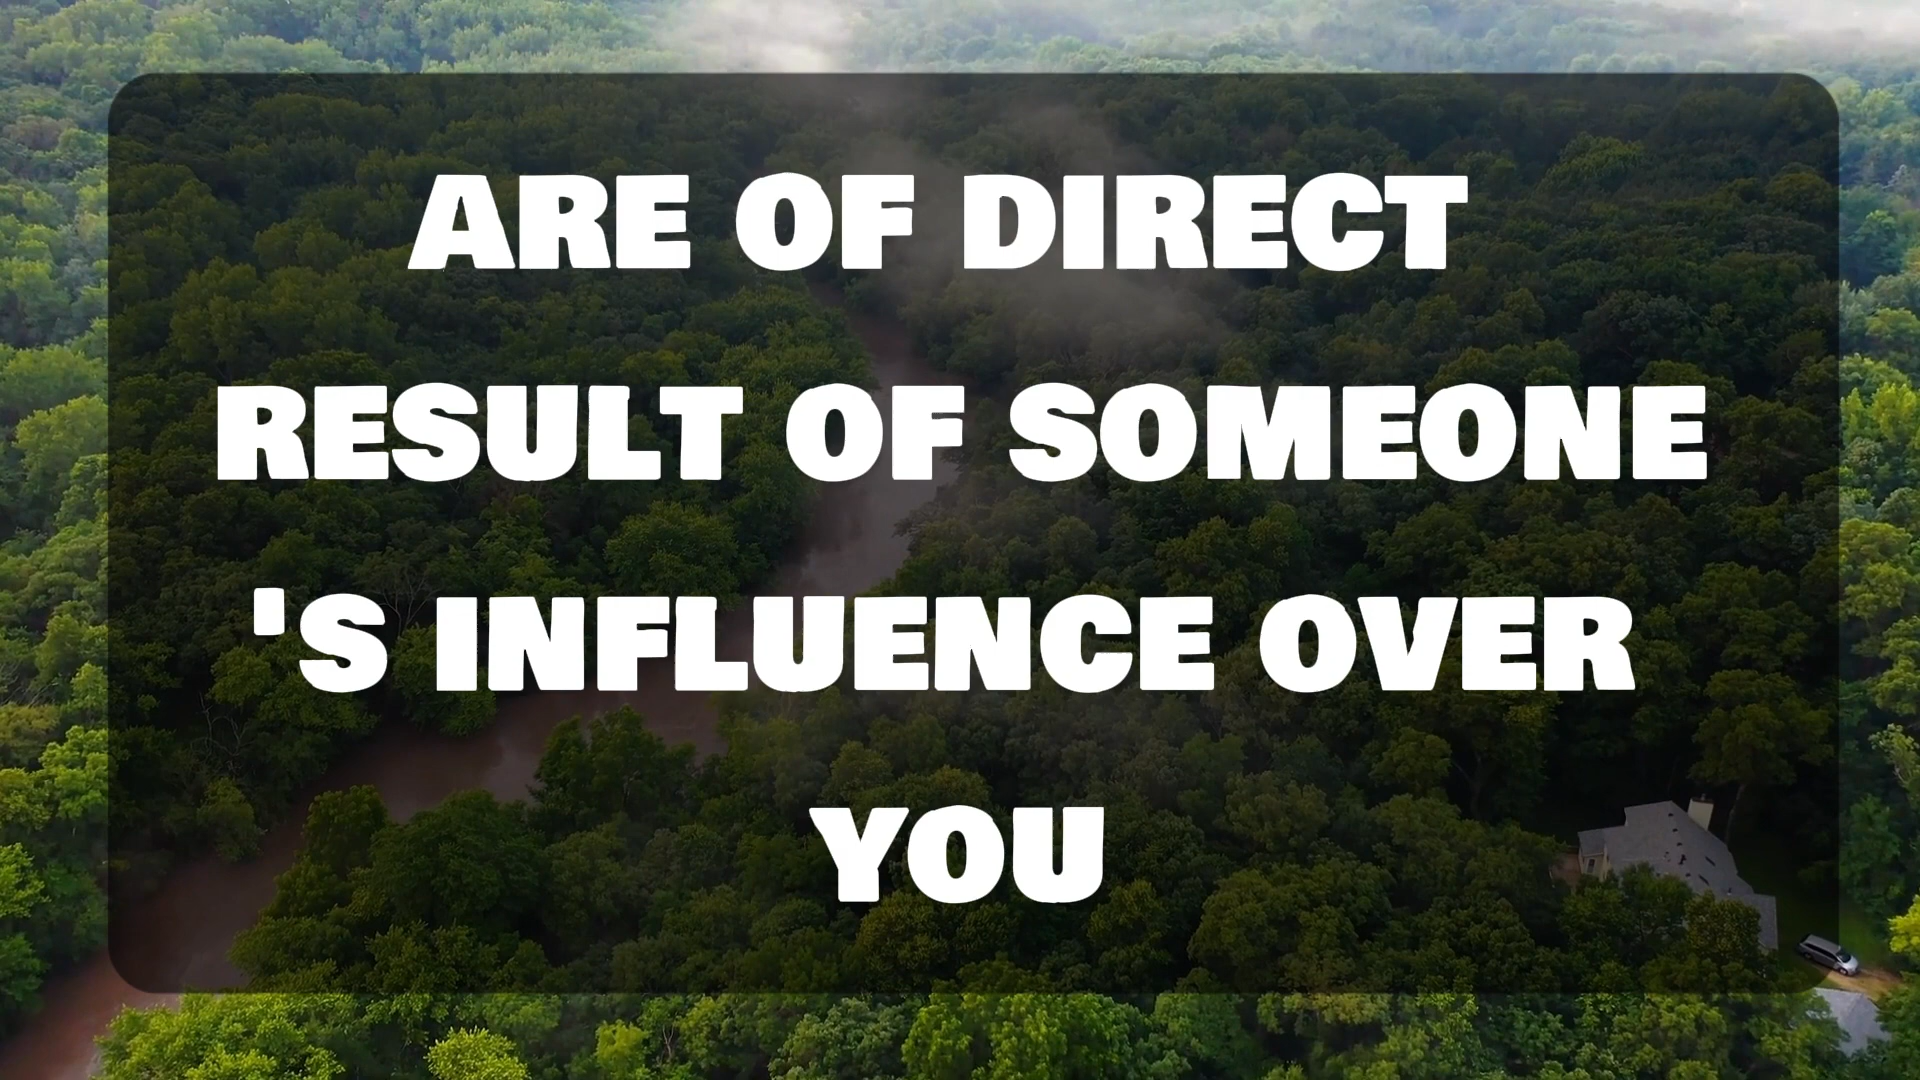 ARE OF DIRECT
RESULT OF SOMEONE
'S INFLUENCE OVER
YOU